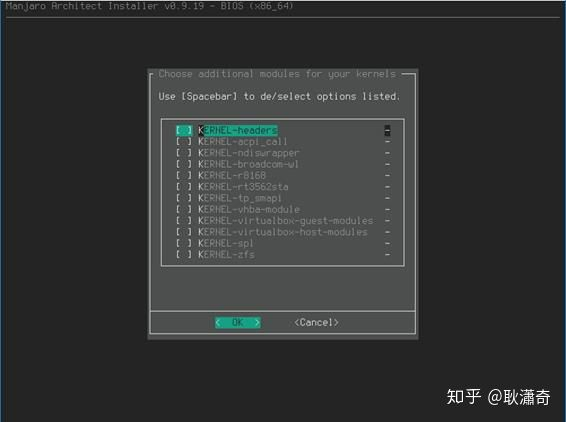 Manjaro Architect Installer v0.9.19 - BIOS (x86_64)
Choose additional modules for your kernels
Use [Spacebar] to de/select options listed.
[ ] KERNEL-headers -
[ ] KERNEL-acpi_call -
[ ] KERNEL-ndiswrapper -
[ ] KERNEL-broadcom-wl -
[ ] KERNEL-r8168 -
[ ] KERNEL-rt3562sta -
[ ] KERNEL-tp_smapi -
[ ] KERNEL-vhba-module -
[ ] KERNEL-virtualbox-guest-modules -
[ ] KERNEL-virtualbox-host-modules -
[ ] KERNEL-spl -
[ ] KERNEL-zfs -
< OK > <Cancel>
知乎 @耿潇奇